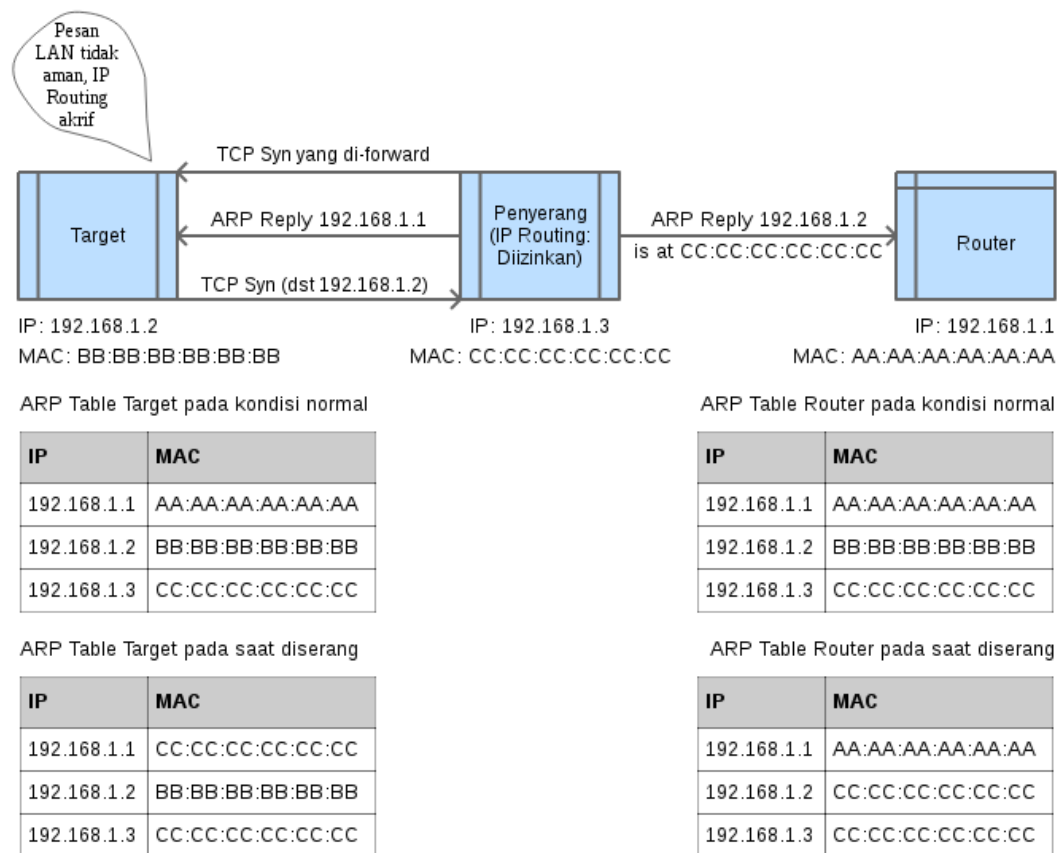 Pesan
LAN tidak
aman, IP
Routing
akrif
TCP Syn yang di-forward
Target
ARP Reply 192.168.1.1
Penyerang
(IP Routing:
Diizinkan)
ARP Reply 192.168.1.2
is at CC:CC:CC:CC:CC:CC
Router
TCP Syn (dst 192.168.1.2)
IP: 192.168.1.2
MAC: BB:BB:BB:BB:BB:BB
IP: 192.168.1.3
MAC: CC:CC:CC:CC:CC:CC
IP: 192.168.1.1
MAC: AA:AA:AA:AA:AA:AA
ARP Table Target pada kondisi normal
IP MAC
192.168.1.1 AA:AA:AA:AA:AA:AA
192.168.1.2 BB:BB:BB:BB:BB:BB
192.168.1.3 CC:CC:CC:CC:CC:CC
ARP Table Router pada kondisi normal
IP MAC
192.168.1.1 AA:AA:AA:AA:AA:AA
192.168.1.2 BB:BB:BB:BB:BB:BB
192.168.1.3 CC:CC:CC:CC:CC:CC
ARP Table Target pada saat diserang
IP MAC
192.168.1.1 CC:CC:CC:CC:CC:CC
192.168.1.2 BB:BB:BB:BB:BB:BB
192.168.1.3 CC:CC:CC:CC:CC:CC
ARP Table Router pada saat diserang
IP MAC
192.168.1.1 AA:AA:AA:AA:AA:AA
192.168.1.2 CC:CC:CC:CC:CC:CC
192.168.1.3 CC:CC:CC:CC:CC:CC